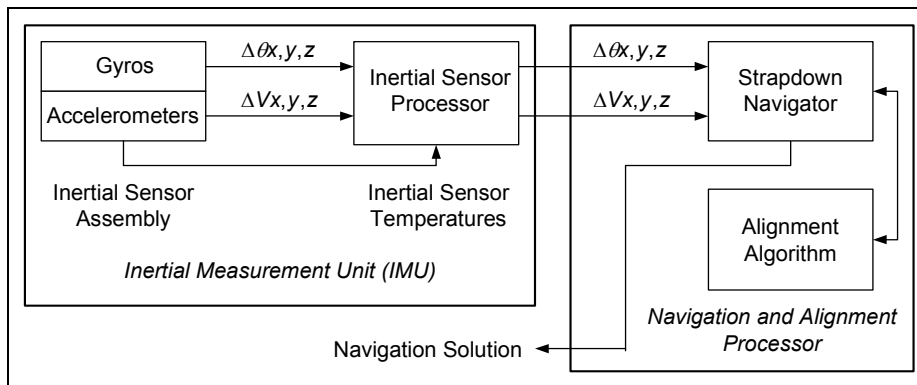 Gyros
Accelerometers
Δθx,y,z
ΔVx,y,z
Inertial Sensor
Processor
Δθx,y,z
ΔVx,y,z
Strapdown
Navigator
Inertial Sensor
Assembly
Inertial Sensor
Temperatures
Alignment
Algorithm
Inertial Measurement Unit (IMU)
Navigation and Alignment
Processor
Navigation Solution